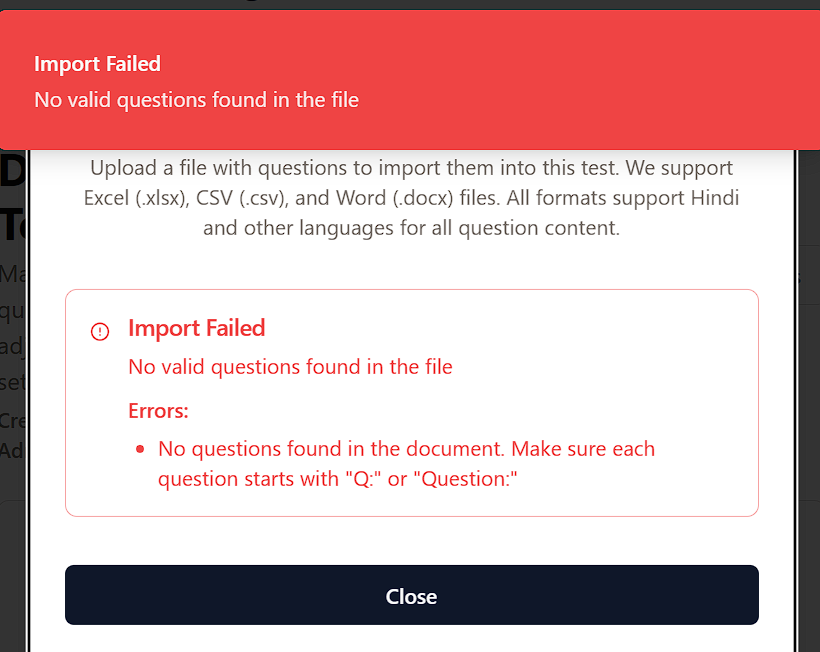 Import Failed
No valid questions found in the file
Upload a file with questions to import them into this test. We support
Excel (.xlsx), CSV (.csv), and Word (.docx) files. All formats support Hindi
and other languages for all question content.
Import Failed
No valid questions found in the file
Errors:
No questions found in the document. Make sure each
question starts with "Q:" or "Question:"
Close